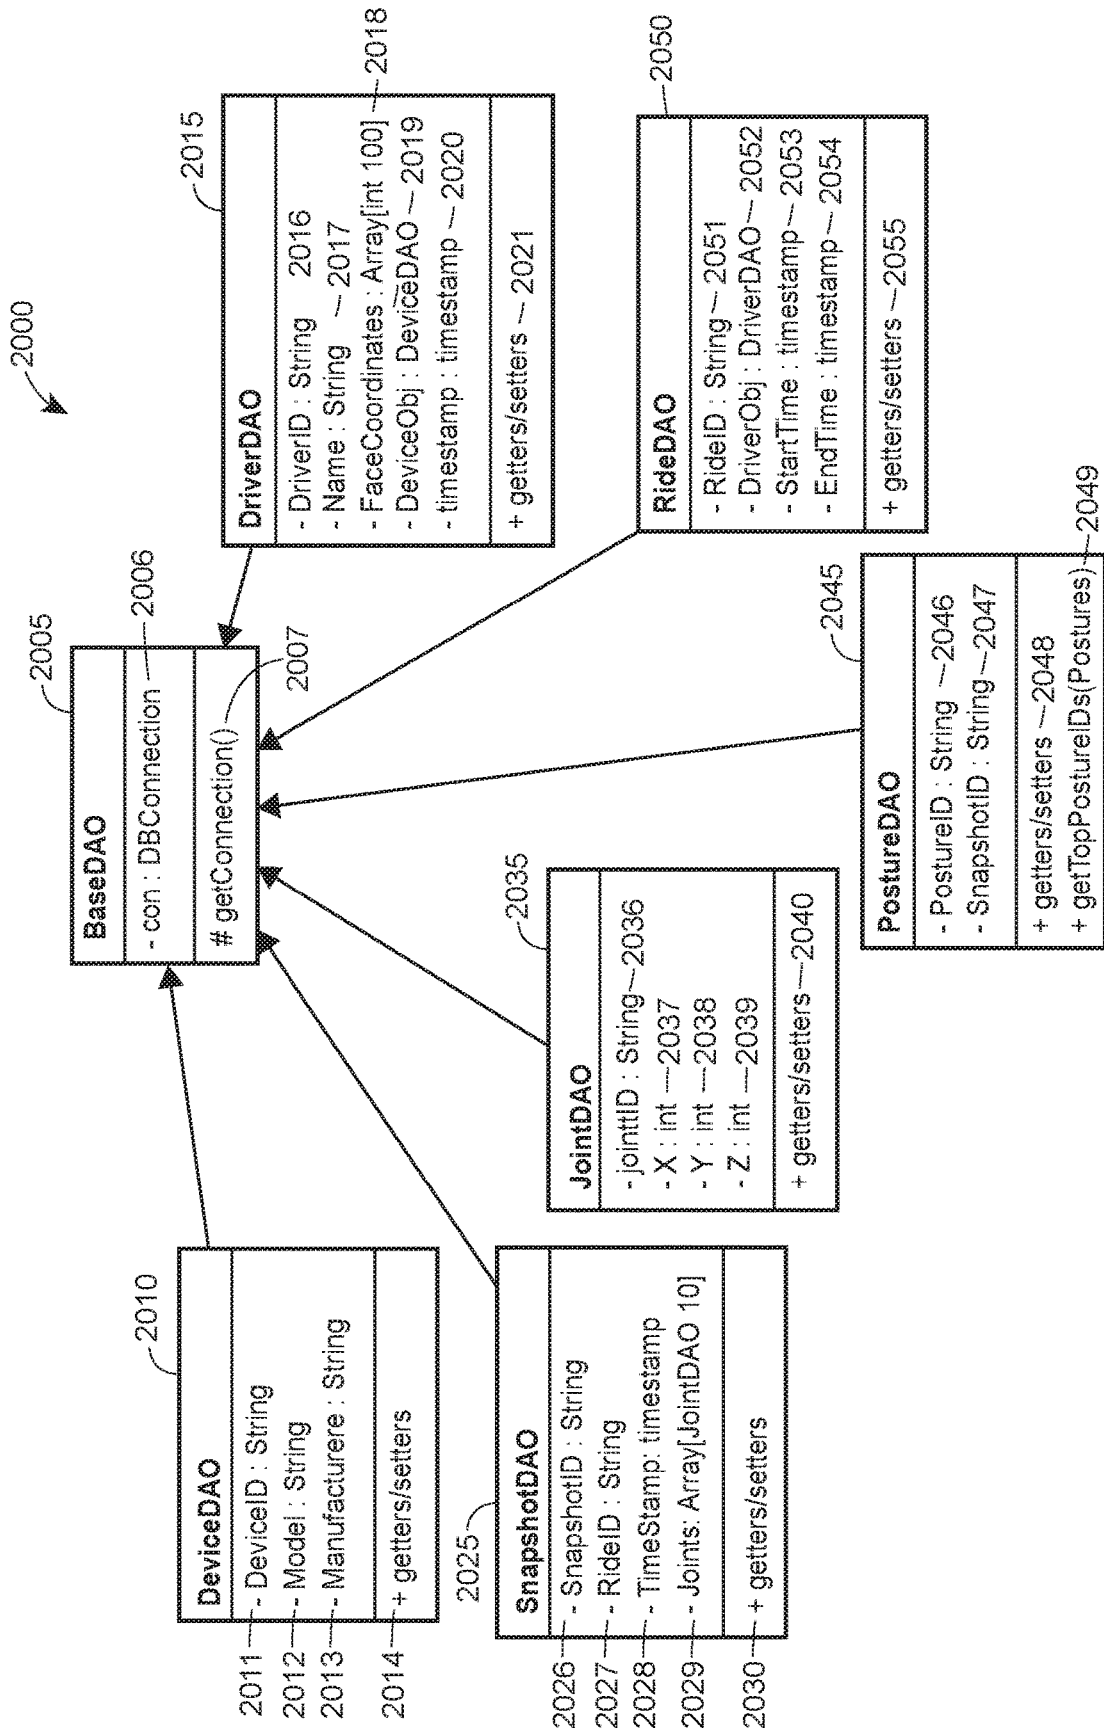 2000
2005
BaseDAO
- con : DBConnection 2006
# getConnection() 2007
2010
DeviceDAO
2011 - DeviceID : String
2012 - Model : String
2013 - Manufacturere : String
2014 + getters/setters
2015
DriverDAO
- DriverID : String 2016
- Name : String 2017
- FaceCoordinates : Array[int 100] 2018
- DeviceObj : DeviceDAO 2019
- timestamp : timestamp 2020
+ getters/setters 2021
2025
SnapshotDAO
2026 - SnapshotID : String
2027 - RideID : String
2028 - TimeStamp: timestamp
2029 - Joints: Array[JointDAO 10]
2030 + getters/setters
2035
JointDAO
- jointtID : String 2036
- X : int 2037
- Y : int 2038
- Z : int 2039
+ getters/setters 2040
2045
PostureDAO
- PostureID : String 2046
- SnapshotID : String 2047
+ getters/setters 2048
+ getTopPostureIDs(Postures) 2049
2050
RideDAO
- RideID : String 2051
- DriverObj : DriverDAO 2052
- StartTime : timestamp 2053
- EndTime : timestamp 2054
+ getters/setters 2055